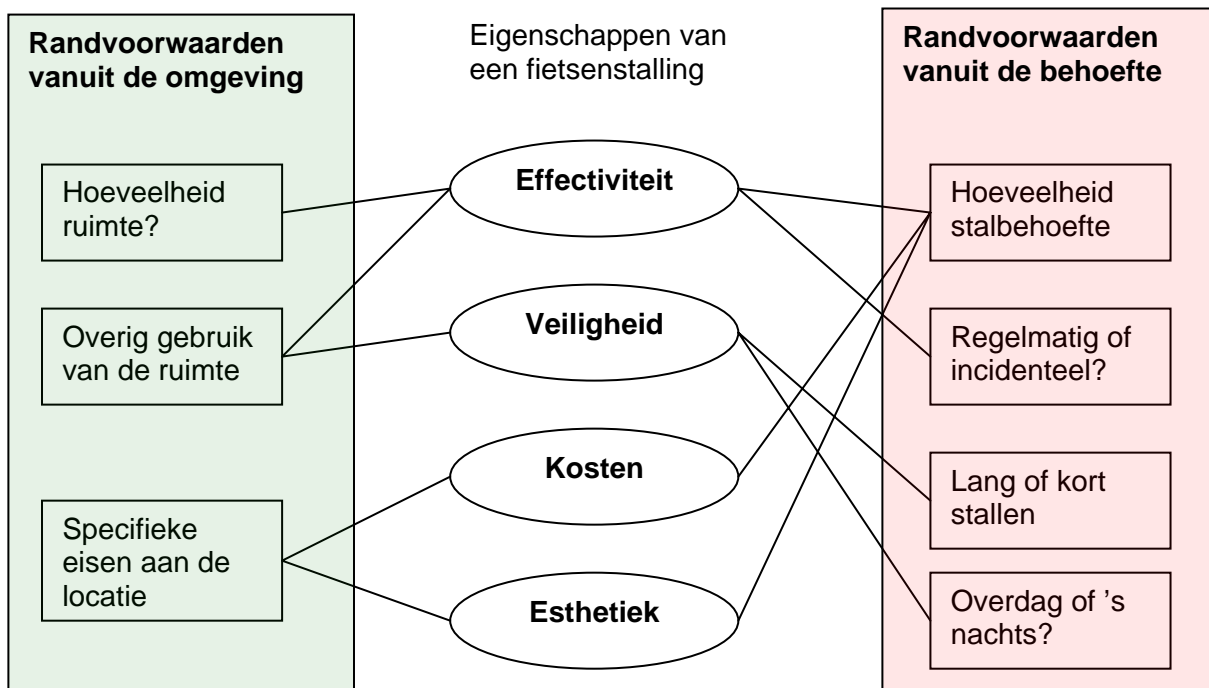 Randvoorwaarden
vanuit de omgeving
Hoeveelheid
ruimte?
Overig gebruik
van de ruimte
Specifieke
eisen aan de
locatie
Eigenschappen van
een fietsenstalling
Effectiviteit
Veiligheid
Kosten
Esthetiek
Randvoorwaarden
vanuit de behoefte
Hoeveelheid
stalbehoefte
Regelmatig of
incidenteel?
Lang of kort
stallen
Overdag of ’s
nachts?